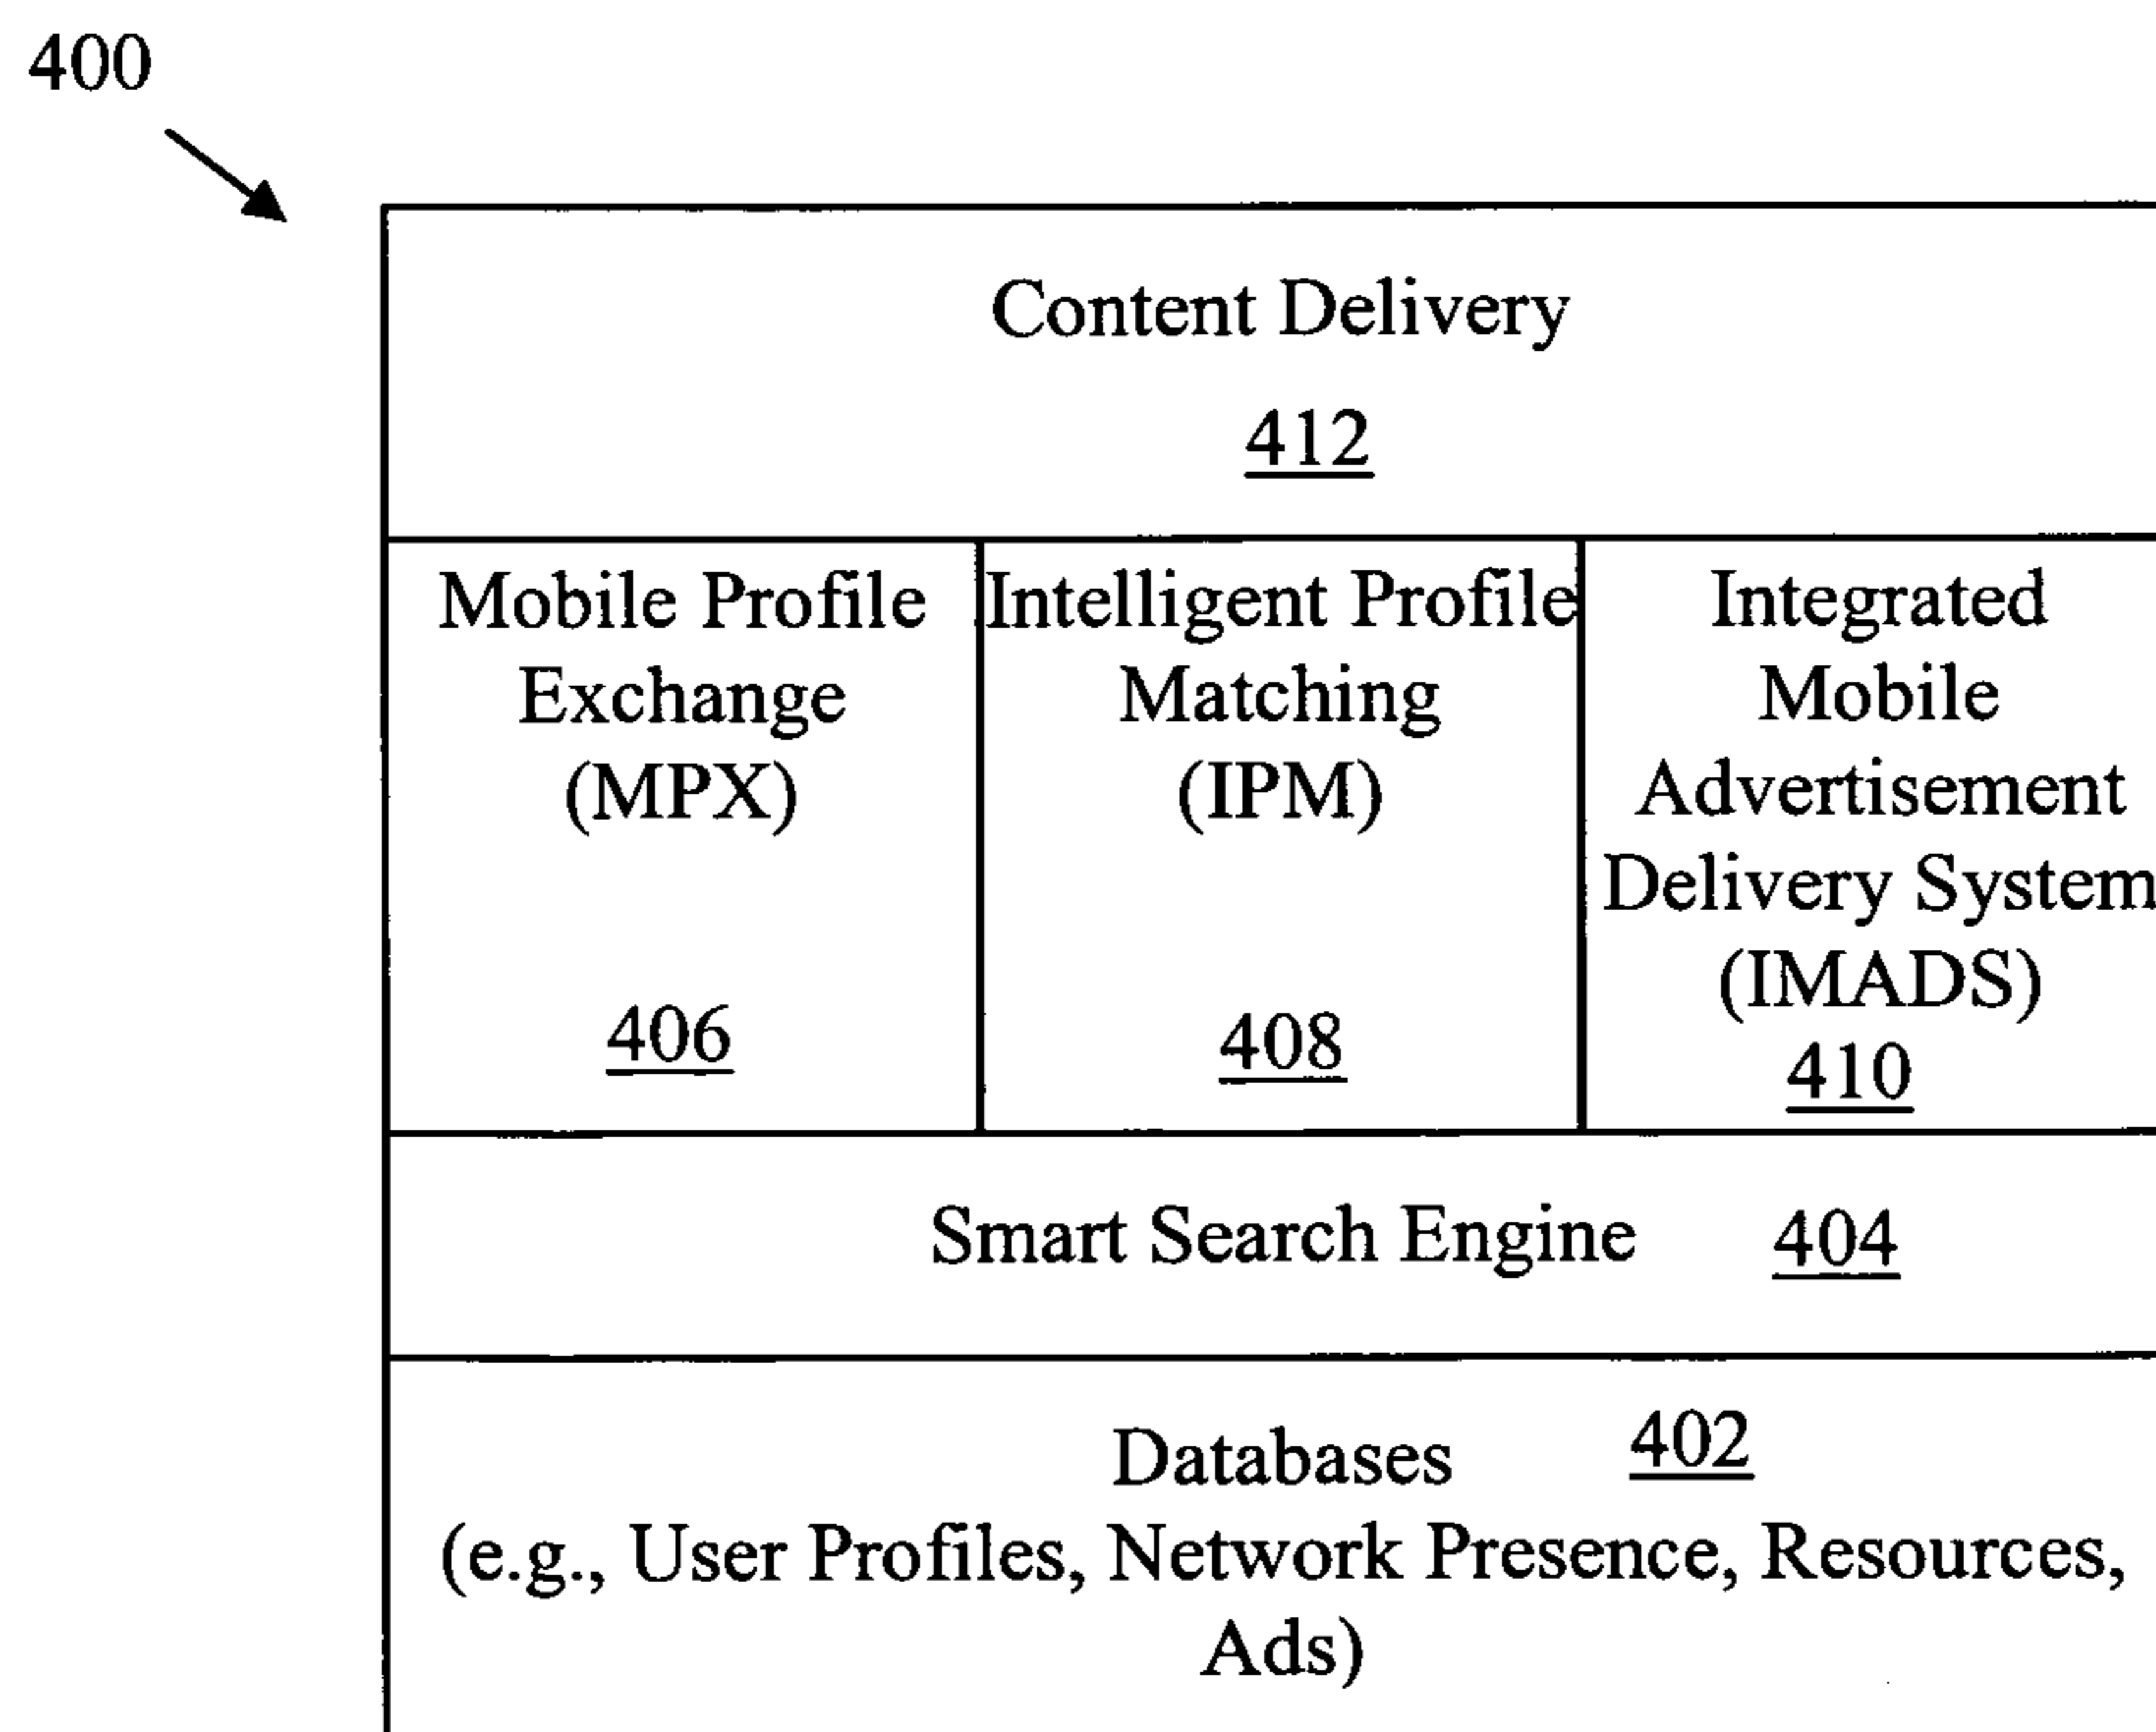 400
Content Delivery
412
Mobile Profile
Exchange
(MPX)
406
Intelligent Profile
Matching
(IPM)
408
Integrated
Mobile
Advertisement
Delivery System
(IMADS)
410
Smart Search Engine 404
Databases 402
(e.g., User Profiles, Network Presence, Resources,
Ads)